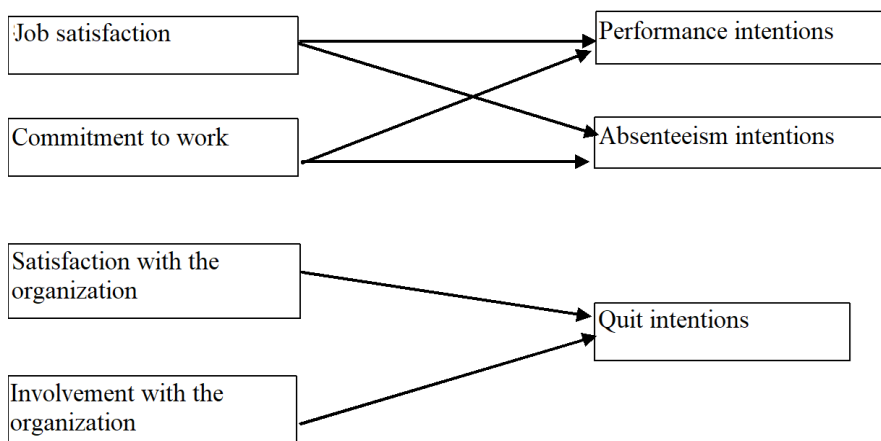 Job satisfaction
Performance intentions
Commitment to work
Absenteeism intentions
Satisfaction with the
organization
Quit intentions
Involvement with the
organization